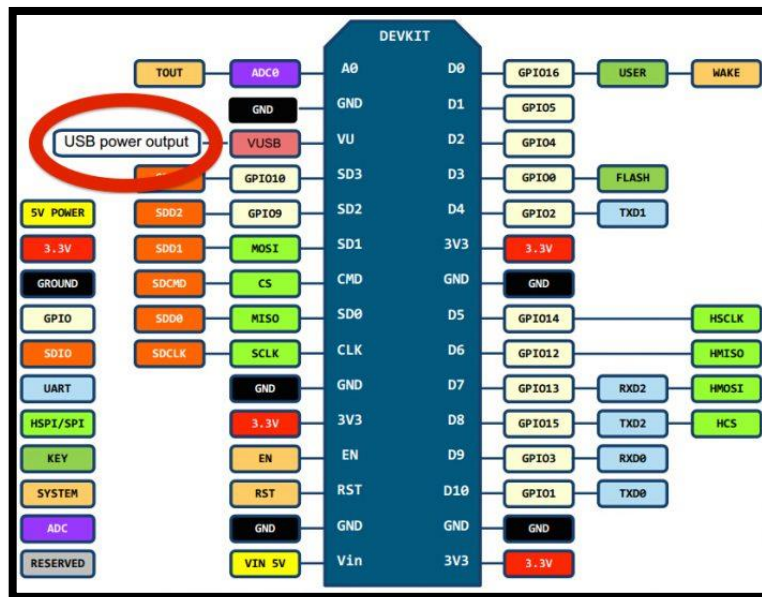 DEVKIT
TOUT ADC0 A0 D0 GPIO16 USER WAKE
GND GND D1 GPIO5
USB power output VUSB VU D2 GPIO4
GPIO10 SD3 D3 GPIO0 FLASH
5V POWER SDD2 GPIO9 SD2 D4 GPIO2 TXD1
3.3V SDD1 MOSI SD1 3V3 3.3V
GROUND SDCMD CS CMD GND GND
GPIO SDD0 MISO SD0 D5 GPIO14 HSCLK
SDIO SDCLK SCLK CLK D6 GPIO12 HMISO
UART GND GND D7 GPIO13 RXD2 HMOSI
HSPI/SPI 3.3V 3V3 D8 GPIO15 TXD2 HCS
KEY EN EN D9 GPIO3 RXD0
SYSTEM RST RST D10 GPIO1 TXD0
ADC GND GND GND GND
RESERVED VIN 5V Vin 3V3 3.3V